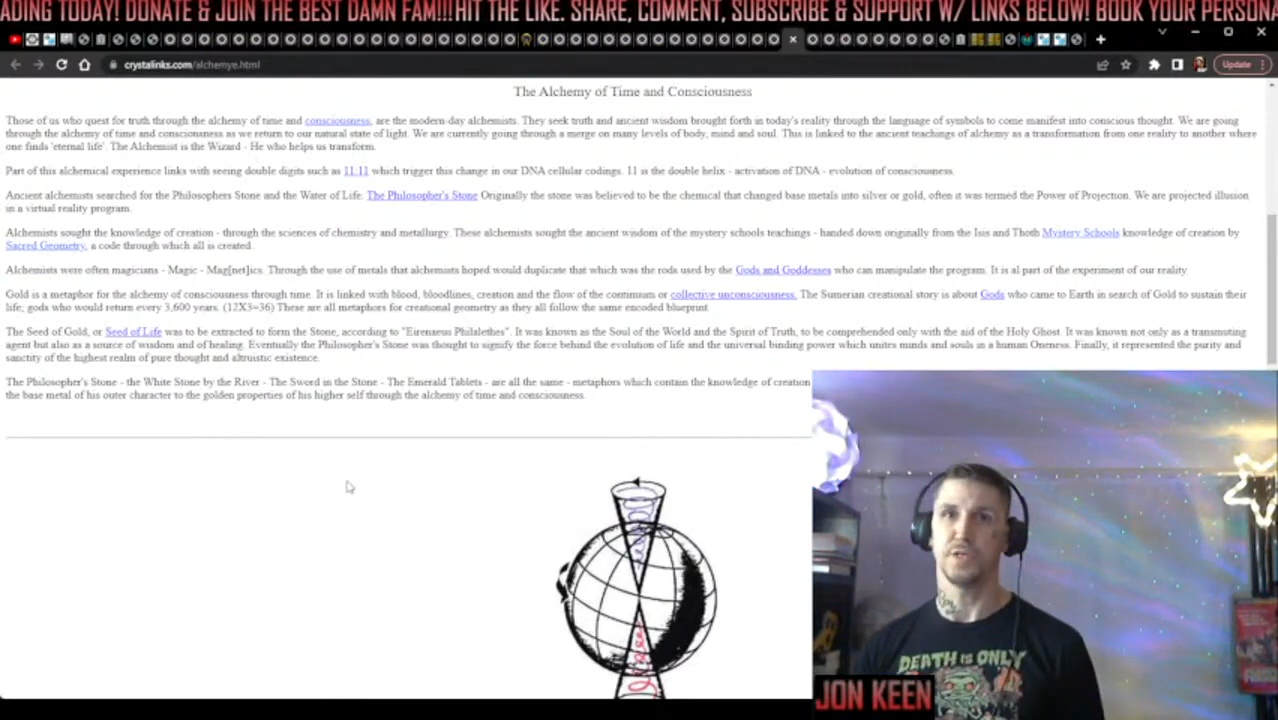 ADING TODAY! DONATE & JOIN THE BEST DAMN FAM!!! HIT THE LIKE. SHARE, COMMENT, SUBSCRIBE & SUPPORT W/ LINKS BELOW! BOOK YOUR PERSONA
crystalinks.com/alchemye.html
Update
The Alchemy of Time and Consciousness
Those of us who quest for truth through the alchemy of time and consciousness, are the modern-day alchemists. They seek truth and ancient wisdom brought forth in today's reality through the language of symbols to come manifest into conscious thought. We are going
through the alchemy of time and consciousness as we return to our natural state of light. We are currently going through a merge on many levels of body, mind and soul. This is linked to the ancient teachings of alchemy as a transformation from one reality to another where
one finds 'eternal life'. The Alchemist is the Wizard - He who helps us transform.
Part of this alchemical experience links with seeing double digits such as 11:11 which trigger this change in our DNA cellular codings. 11 is the double helix - activation of DNA - evolution of consciousness.
Ancient alchemists searched for the Philosophers Stone and the Water of Life. The Philosopher's Stone Originally the stone was believed to be the chemical that changed base metals into silver or gold, often it was termed the Power of Projection. We are projected illusion
in a virtual reality program.
Alchemists sought the knowledge of creation - through the sciences of chemistry and metallurgy. These alchemists sought the ancient wisdom of the mystery schools teachings - handed down originally from the Isis and Thoth Mystery Schools knowledge of creation by
Sacred Geometry, a code through which all is created.
Alchemists were often magicians - Magic - Mag[net]ics. Through the use of metals that alchemists hoped would duplicate that which was the rods used by the Gods and Goddesses who can manipulate the program. It is al part of the experiment of our reality
Gold is a metaphor for the alchemy of consciousness through time. It is linked with blood, bloodlines, creation and the flow of the continuum or collective unconsciousness. The Sumerian creational story is about Gods who came to Earth in search of Gold to sustain their
life; gods who would return every 3,600 years. (12X3=36) These are all metaphors for creational geometry as they all follow the same encoded blueprint.
The Seed of Gold, or Seed of Life was to be extracted to form the Stone, according to "Eirenaeus Philalethes". It was known as the Soul of the World and the Spirit of Truth, to be comprehended only with the aid of the Holy Ghost. It was known not only as a transmuting
agent but also as a source of wisdom and of healing. Eventually the Philosopher's Stone was thought to signify the force behind the evolution of life and the universal binding power which unites minds and souls in a human Oneness. Finally, it represented the purity and
sanctity of the highest realm of pure thought and altruistic existence.
The Philosopher's Stone - the White Stone by the River - The Sword in the Stone - The Emerald Tablets - are all the same - metaphors which contain the knowledge of creation
the base metal of his outer character to the golden properties of his higher self through the alchemy of time and consciousness.
DEATH IS ONLY
JON KEEN